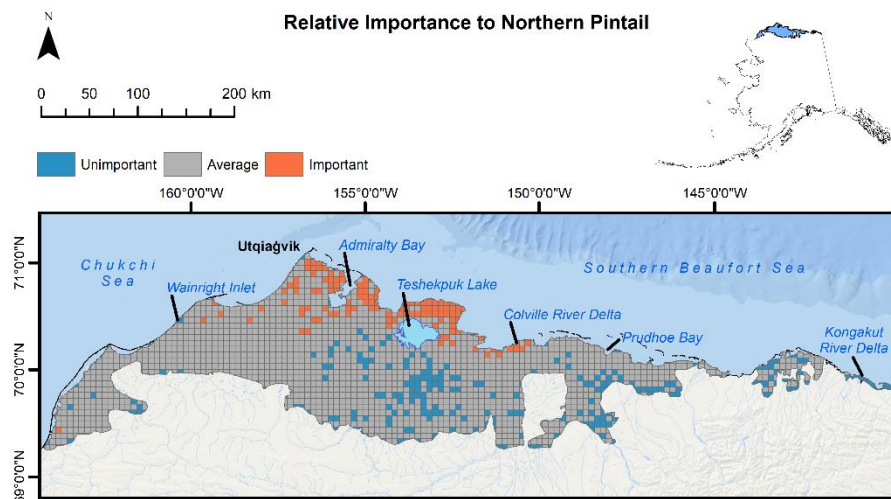 Relative Importance to Northern Pintail
N
0 50 100 200 km
Unimportant Average Important
160°0'0"W 155°0'0"W 150°0'0"W 145°0'0"W
71°0'0"N
70°0'0"N
69°0'0"N
Utqiaġvik
Admiralty Bay
Chukchi
Sea
Wainright Inlet
Teshekpuk Lake
Southern Beaufort Sea
Colville River Delta
Prudhoe Bay
Kongakut
River Delta